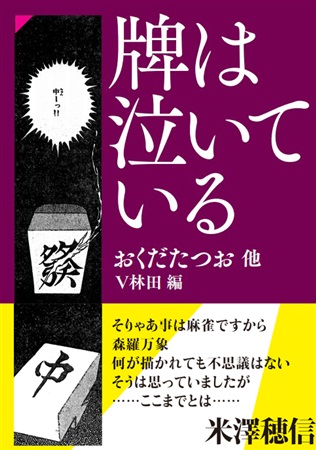 牌は
泣いて
いる
おくだたつお 他
V林田 編
中ーっ!!
發
中
そりゃあ事は麻雀ですから
森羅万象
何が描かれても不思議はない
そうは思っていましたが
……ここまでとは……
米澤穂信